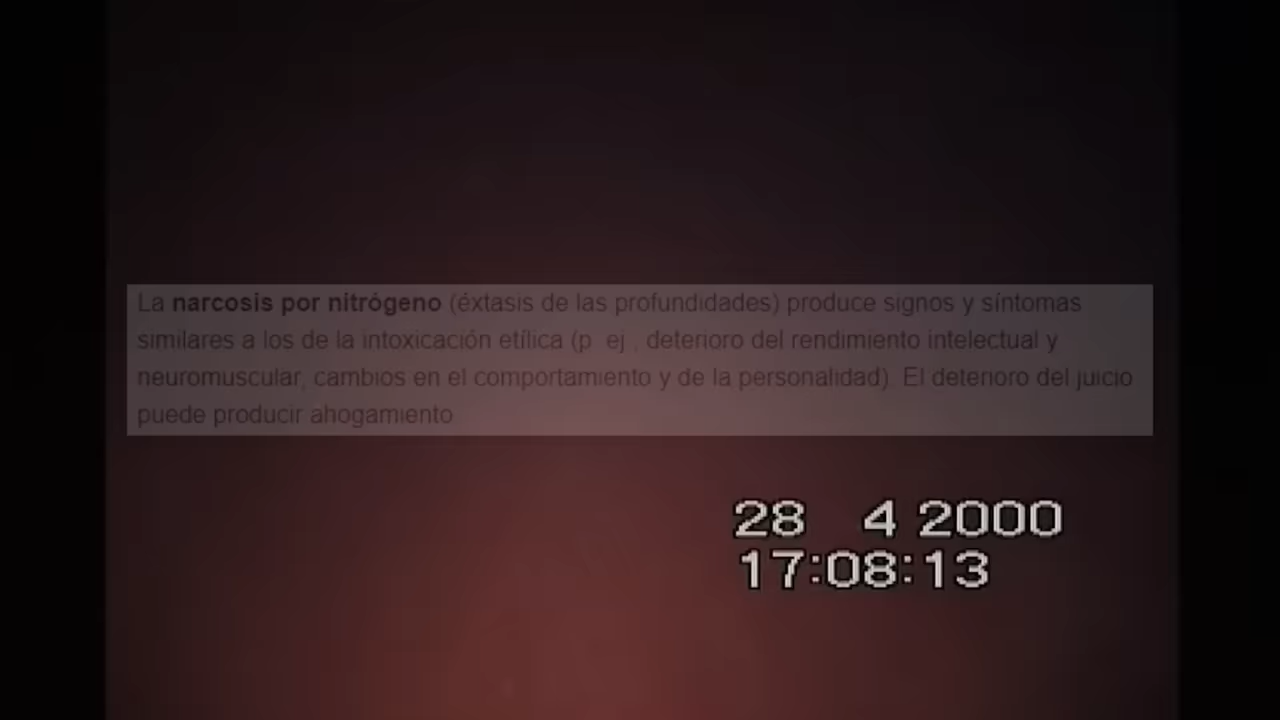 La narcosis por nitrógeno (éxtasis de las profundidades) produce signos y síntomas
similares a los de la intoxicación etílica (p. ej., deterioro del rendimiento intelectual y
neuromuscular, cambios en el comportamiento y de la personalidad). El deterioro del juicio
puede producir ahogamiento
28 4 2000
17:08:13